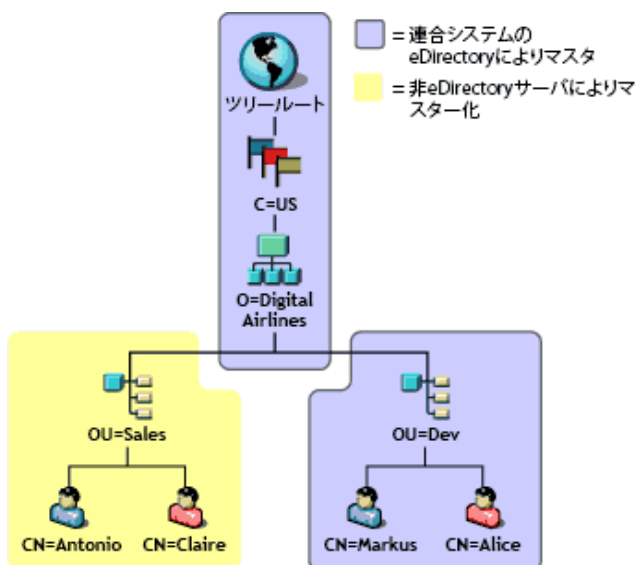 = 連合システムの
eDirectoryによりマスタ
= 非eDirectoryサーバによりマ
スター化
ツリールート
C=US
O=Digital
Airlines
OU=Sales
OU=Dev
CN=Antonio
CN=Claire
CN=Markus
CN=Alice